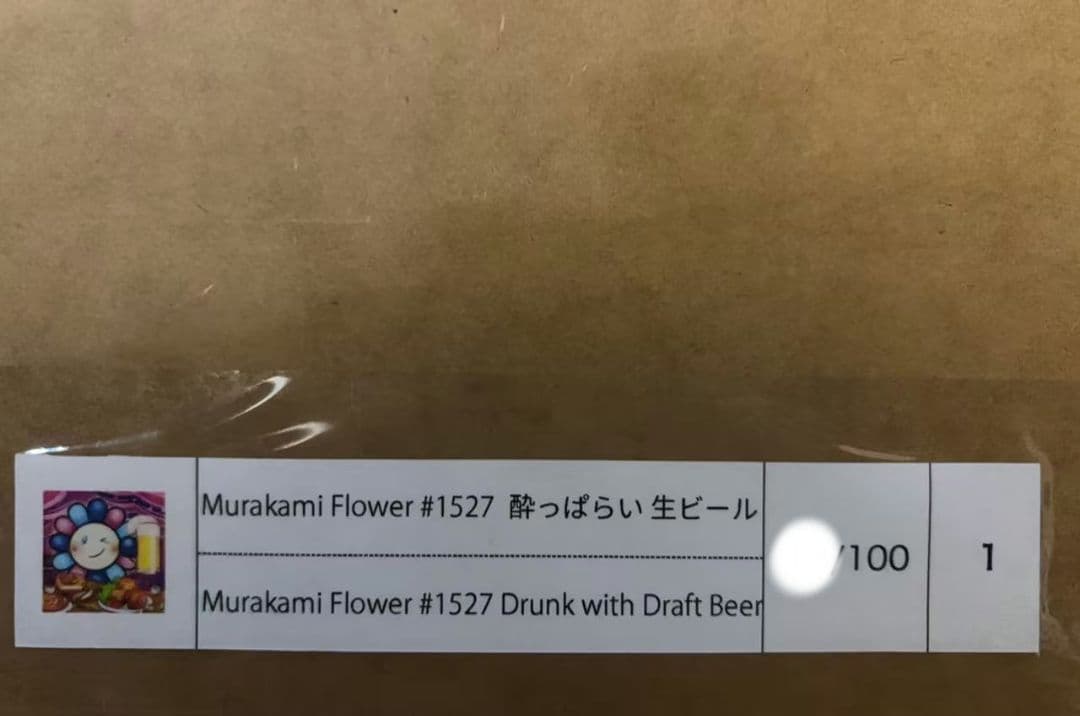 Murakami Flower #1527 酔っぱらい 生ビール
Murakami Flower #1527 Drunk with Draft Beer
/100
1